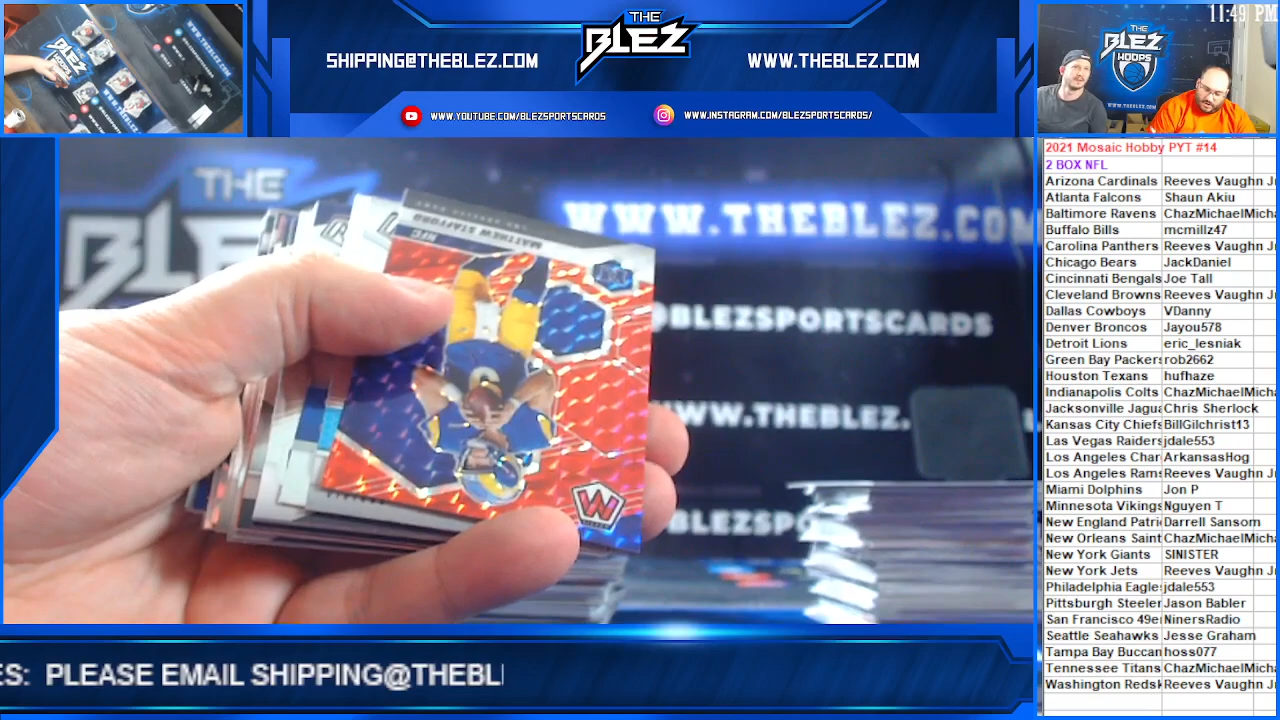 11:49 PM
THE
BLEZ
SHIPPING@THEBLEZ.COM
WWW.THEBLEZ.COM
WWW.YOUTUBE.COM/BLEZSPORTSCARDS
WWW.INSTAGRAM.COM/BLEZSPORTSCARDS/
THE
BLEZ
HOOPS
THE
WWW.THEBLEZ.COM
@BLEZSPORTSCARDS
WWW.THEBLEZ.
MATTHEW STAFFORD
NFC
2021 Mosaic Hobby PYT #14
2 BOX NFL
Arizona Cardinals Reeves Vaughn J
Atlanta Falcons Shaun Akiu
Baltimore Ravens ChazMichaelMicha
Buffalo Bills mcmillz47
Carolina Panthers Reeves Vaughn J
Chicago Bears JackDaniel
Cincinnati Bengals Joe Tall
Cleveland Browns Reeves Vaughn J
Dallas Cowboys VDanny
Denver Broncos Jayou578
Detroit Lions eric_lesniak
Green Bay Packers rob2662
Houston Texans hufhaze
Indianapolis Colts ChazMichaelMicha
Jacksonville Jagua Chris Sherlock
Kansas City Chiefs BillGilchrist13
Las Vegas Raiders jdale553
Los Angeles Char ArkansasHog
Los Angeles Rams Reeves Vaughn J
Miami Dolphins Jon P
Minnesota Vikings Nguyen T
New England Patri Darrell Sansom
New Orleans Saint ChazMichaelMicha
New York Giants SINISTER
New York Jets Reeves Vaughn J
Philadelphia Eagle jdale553
Pittsburgh Steeler Jason Babler
San Francisco 49e NinersRadio
Seattle Seahawks Jesse Graham
Tampa Bay Buccan hoss077
Tennessee Titans ChazMichaelMicha
Washington Redsk Reeves Vaughn J
ES: PLEASE EMAIL SHIPPING@THEBL